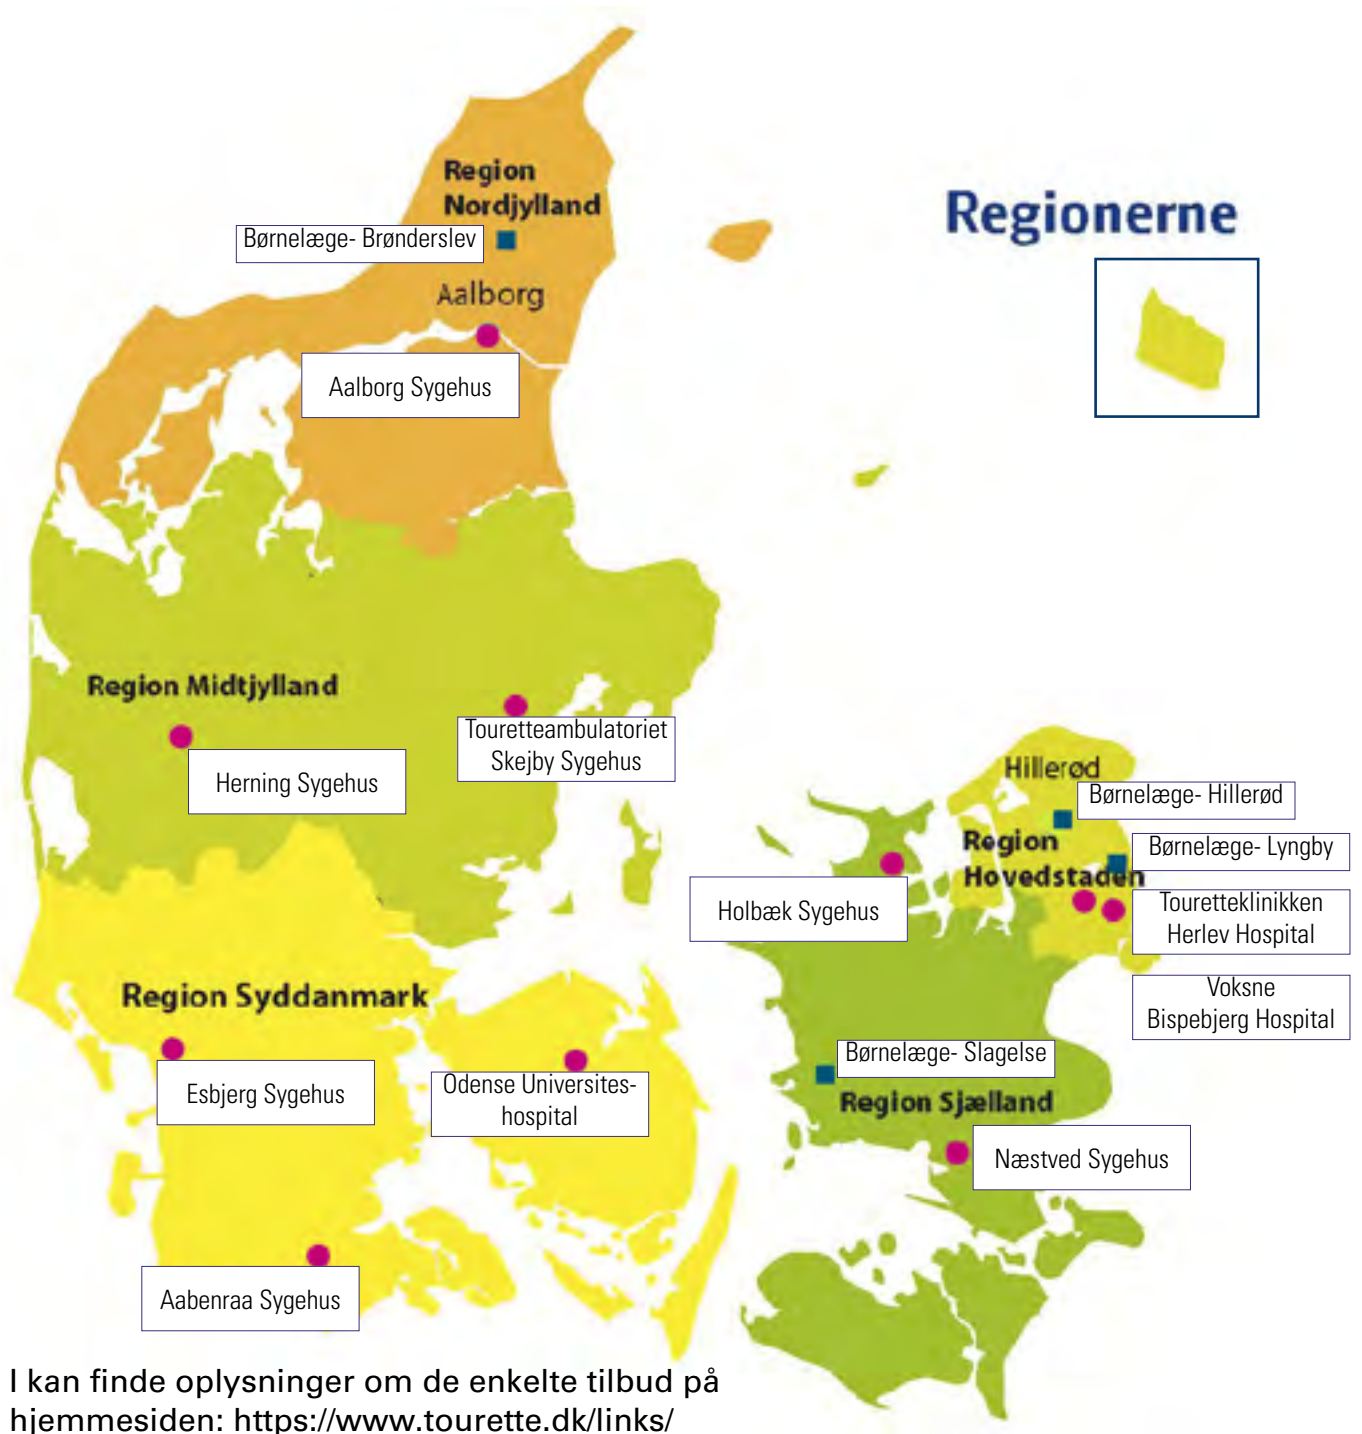 Region
Nordjylland
Regionerne
Børnelæge- Brønderslev
Aalborg
Aalborg Sygehus
Region Midtjylland
Touretteambulatoriet
Skejby Sygehus
Herning Sygehus
Hillerød
Børnelæge- Hillerød
Region
Hovedstaden
Børnelæge- Lyngby
Holbæk Sygehus
Touretteklinikken
Herlev Hospital
Voksne
Bispebjerg Hospital
Region Syddanmark
Esbjerg Sygehus
Odense Universites-
hospital
Børnelæge- Slagelse
Region Sjælland
Næstved Sygehus
Aabenraa Sygehus
I kan finde oplysninger om de enkelte tilbud på
hjemmesiden: https://www.tourette.dk/links/